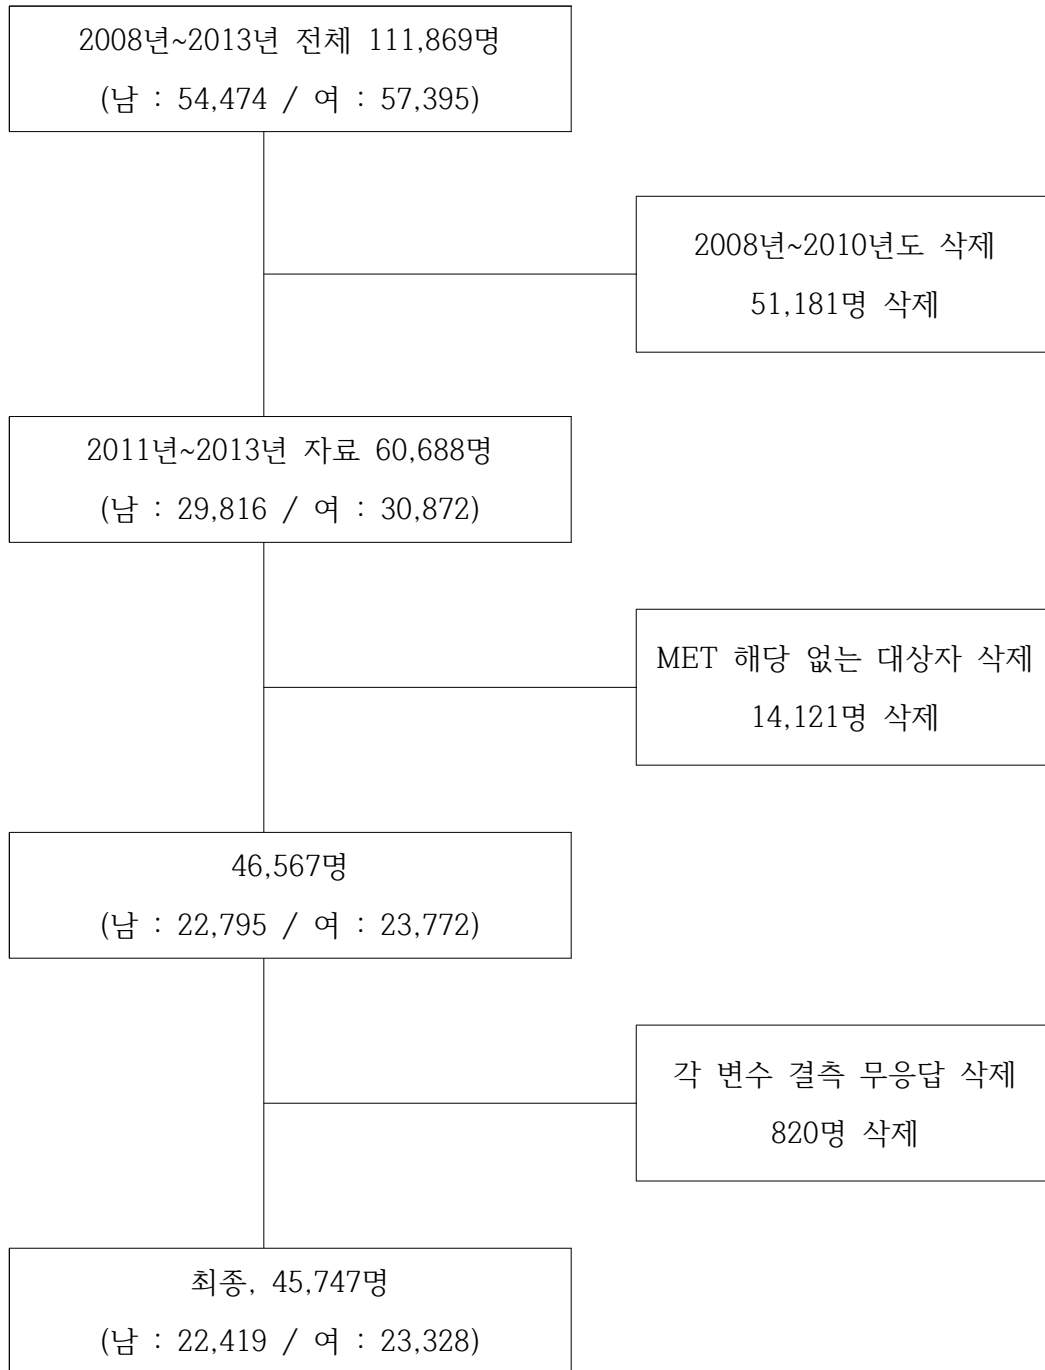 2008년~2013년 전체 111,869명
(남 : 54,474 / 여 : 57,395)
2008년~2010년도 삭제
51,181명 삭제
2011년~2013년 자료 60,688명
(남 : 29,816 / 여 : 30,872)
MET 해당 없는 대상자 삭제
14,121명 삭제
46,567명
(남 : 22,795 / 여 : 23,772)
각 변수 결측 무응답 삭제
820명 삭제
최종, 45,747명
(남 : 22,419 / 여 : 23,328)